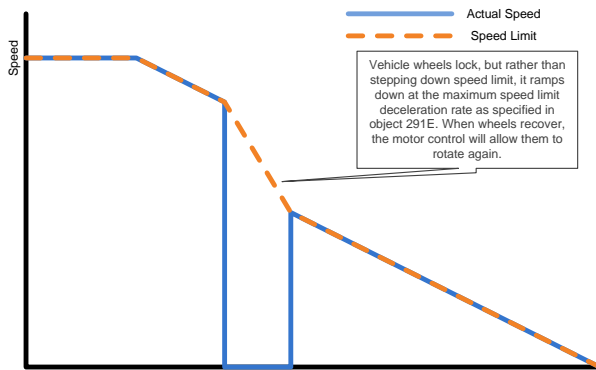 Actual Speed
Speed Limit
Speed
Vehicle wheels lock, but rather than
stepping down speed limit, it ramps
down at the maximum speed limit
deceleration rate as specified in
object 291E. When wheels recover,
the motor control will allow them to
rotate again.